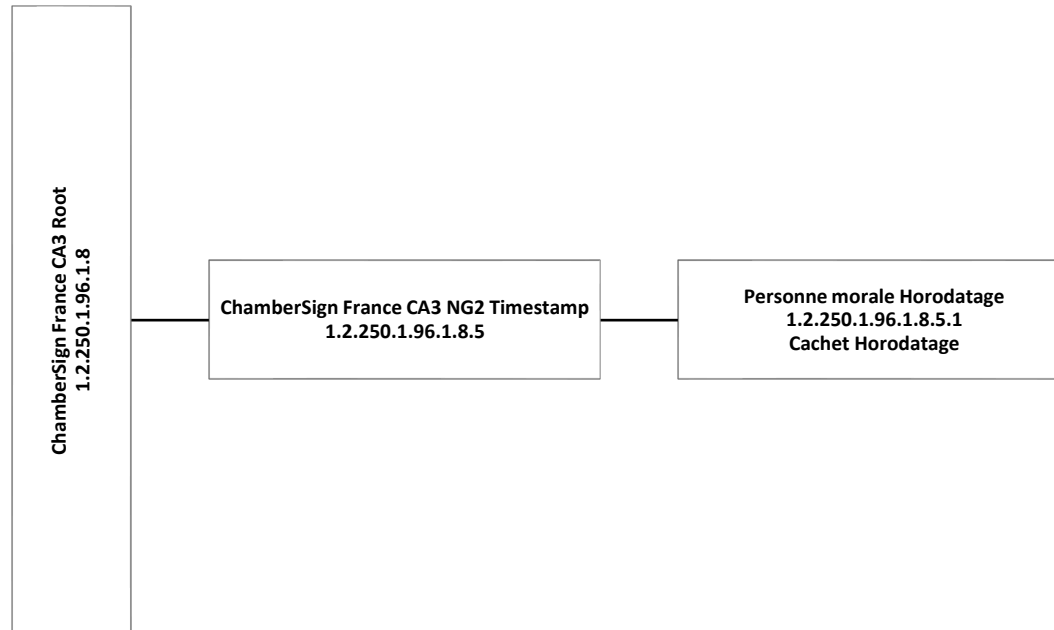 ChamberSign France CA3 Root
1.2.250.1.96.1.8
ChamberSign France CA3 NG2 Timestamp
1.2.250.1.96.1.8.5
Personne morale Horodatage
1.2.250.1.96.1.8.5.1
Cachet Horodatage